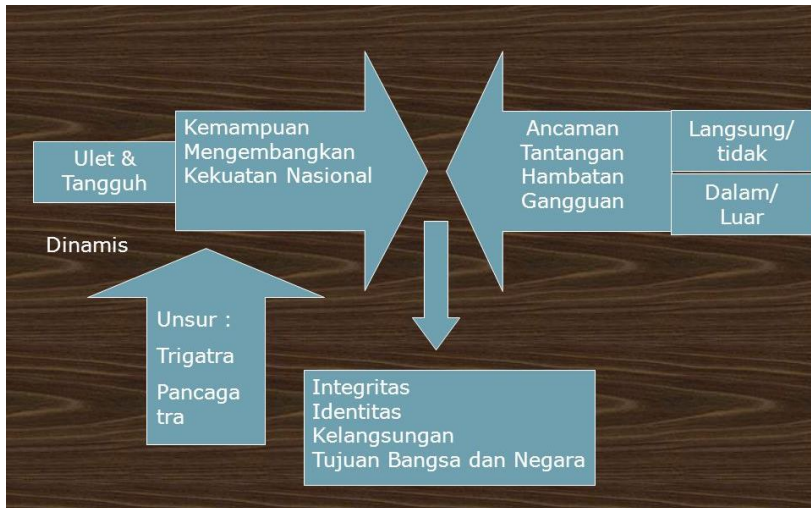 Ulet &
Tangguh
Kemampuan
Mengembangkan
Kekuatan Nasional
Ancaman
Tantangan
Hambatan
Gangguan
Langsung/
tidak
Dalam/
Luar
Dinamis
Unsur :
Trigatra
Pancaga
tra
Integritas
Identitas
Kelangsungan
Tujuan Bangsa dan Negara